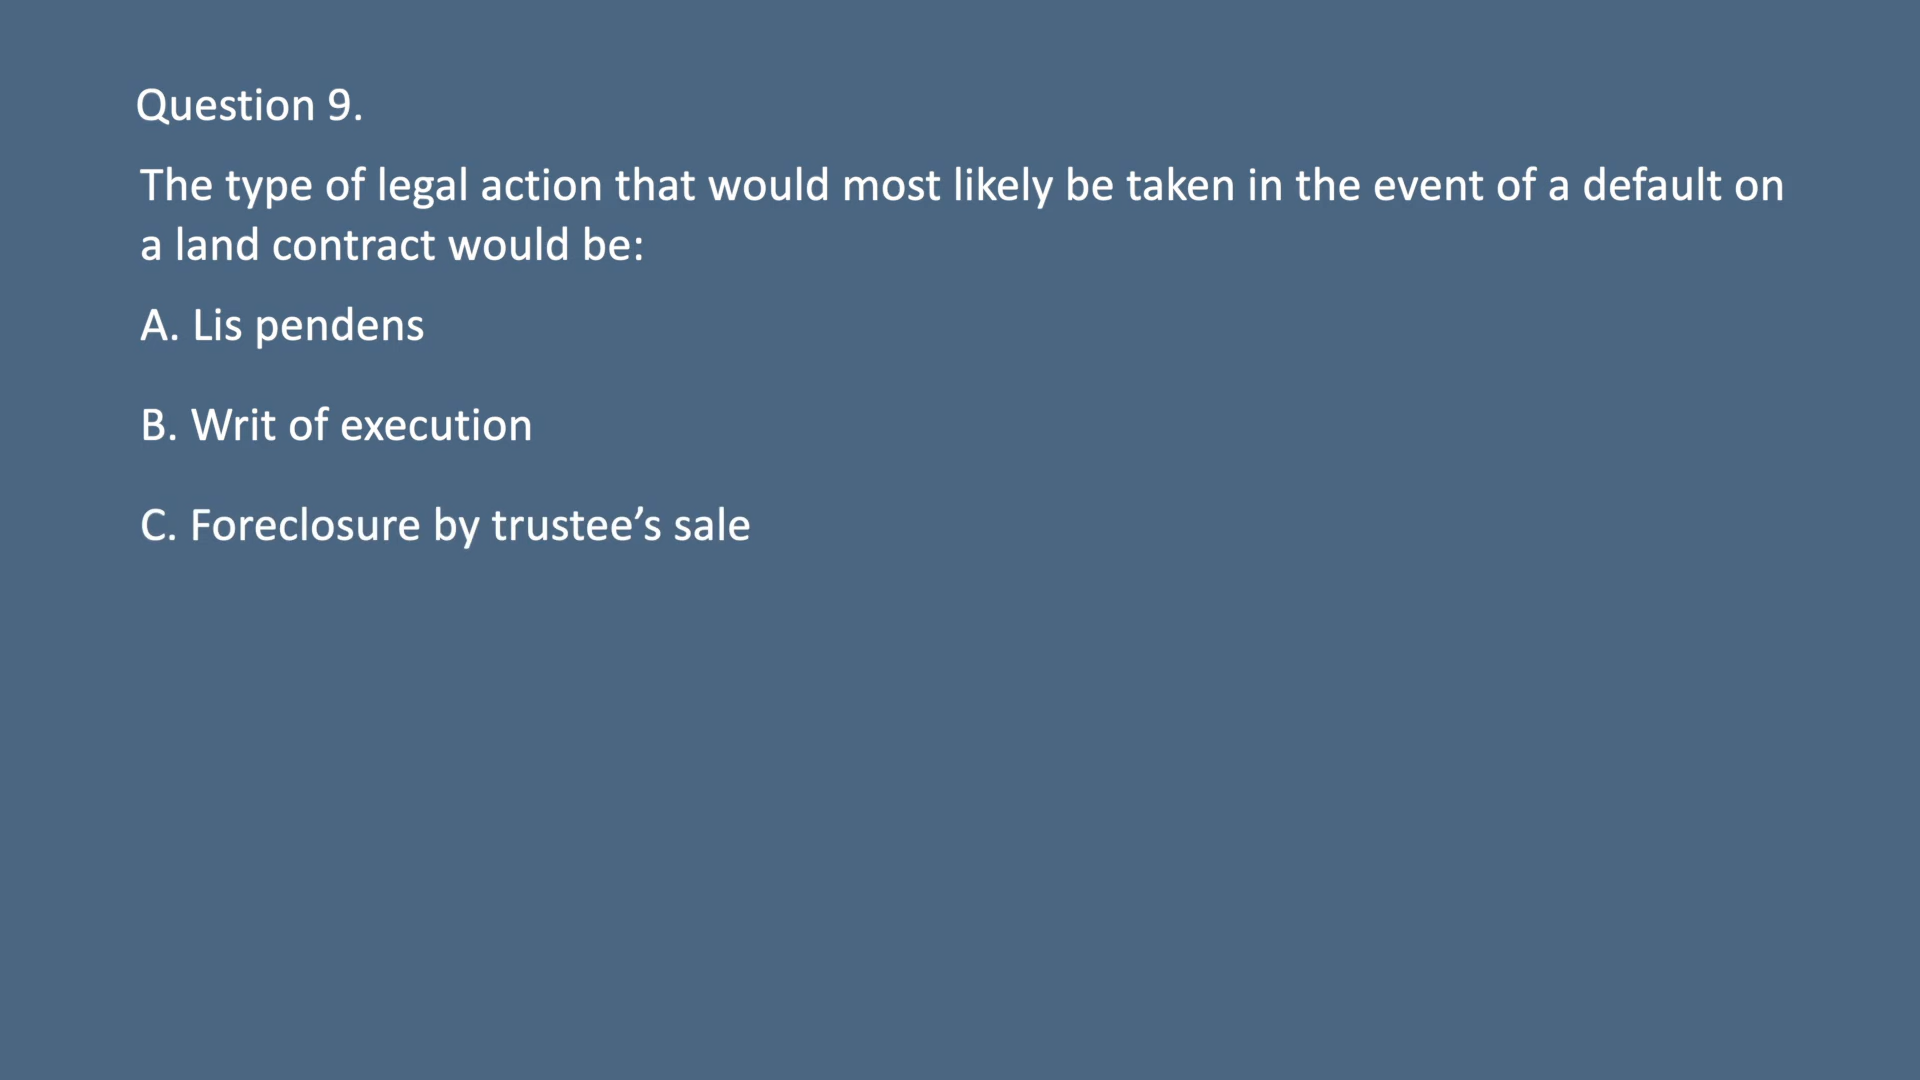 Question 9.
The type of legal action that would most likely be taken in the event of a default on
a land contract would be:
A. Lis pendens
B. Writ of execution
C. Foreclosure by trustee’s sale